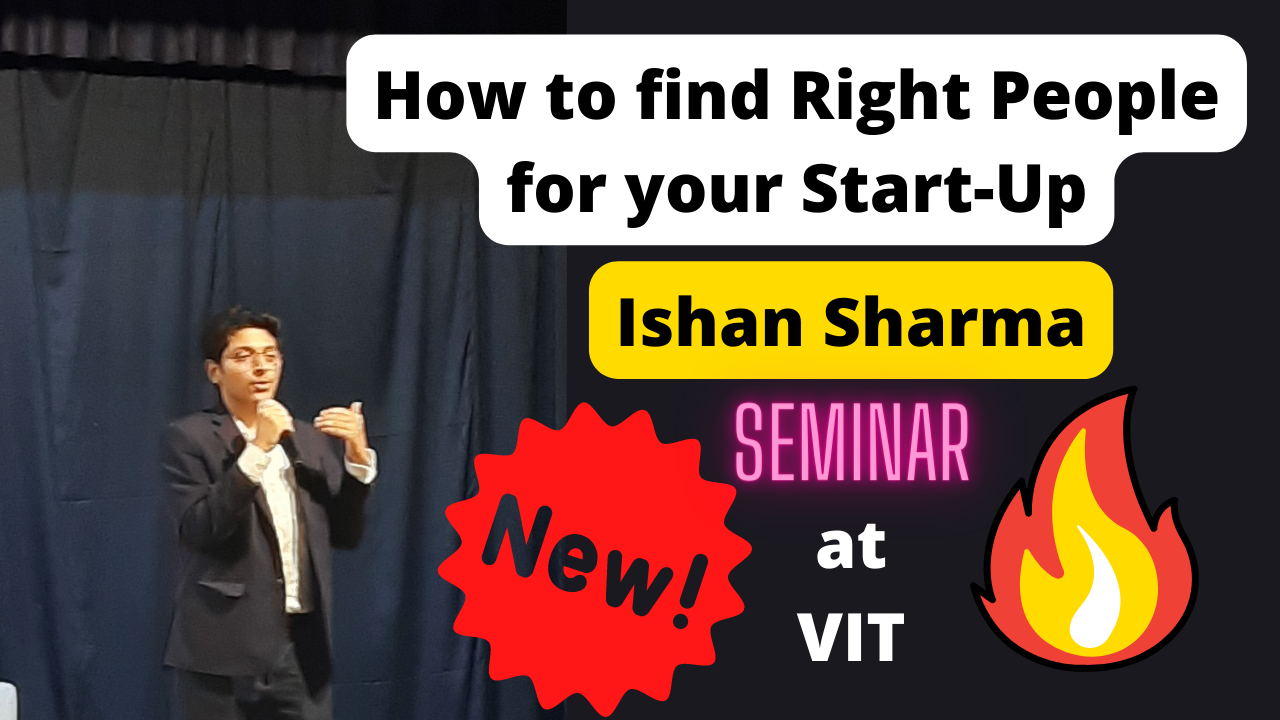 How to find Right People
for your Start-Up
Ishan Sharma
SEMINAR
New!
at
VIT